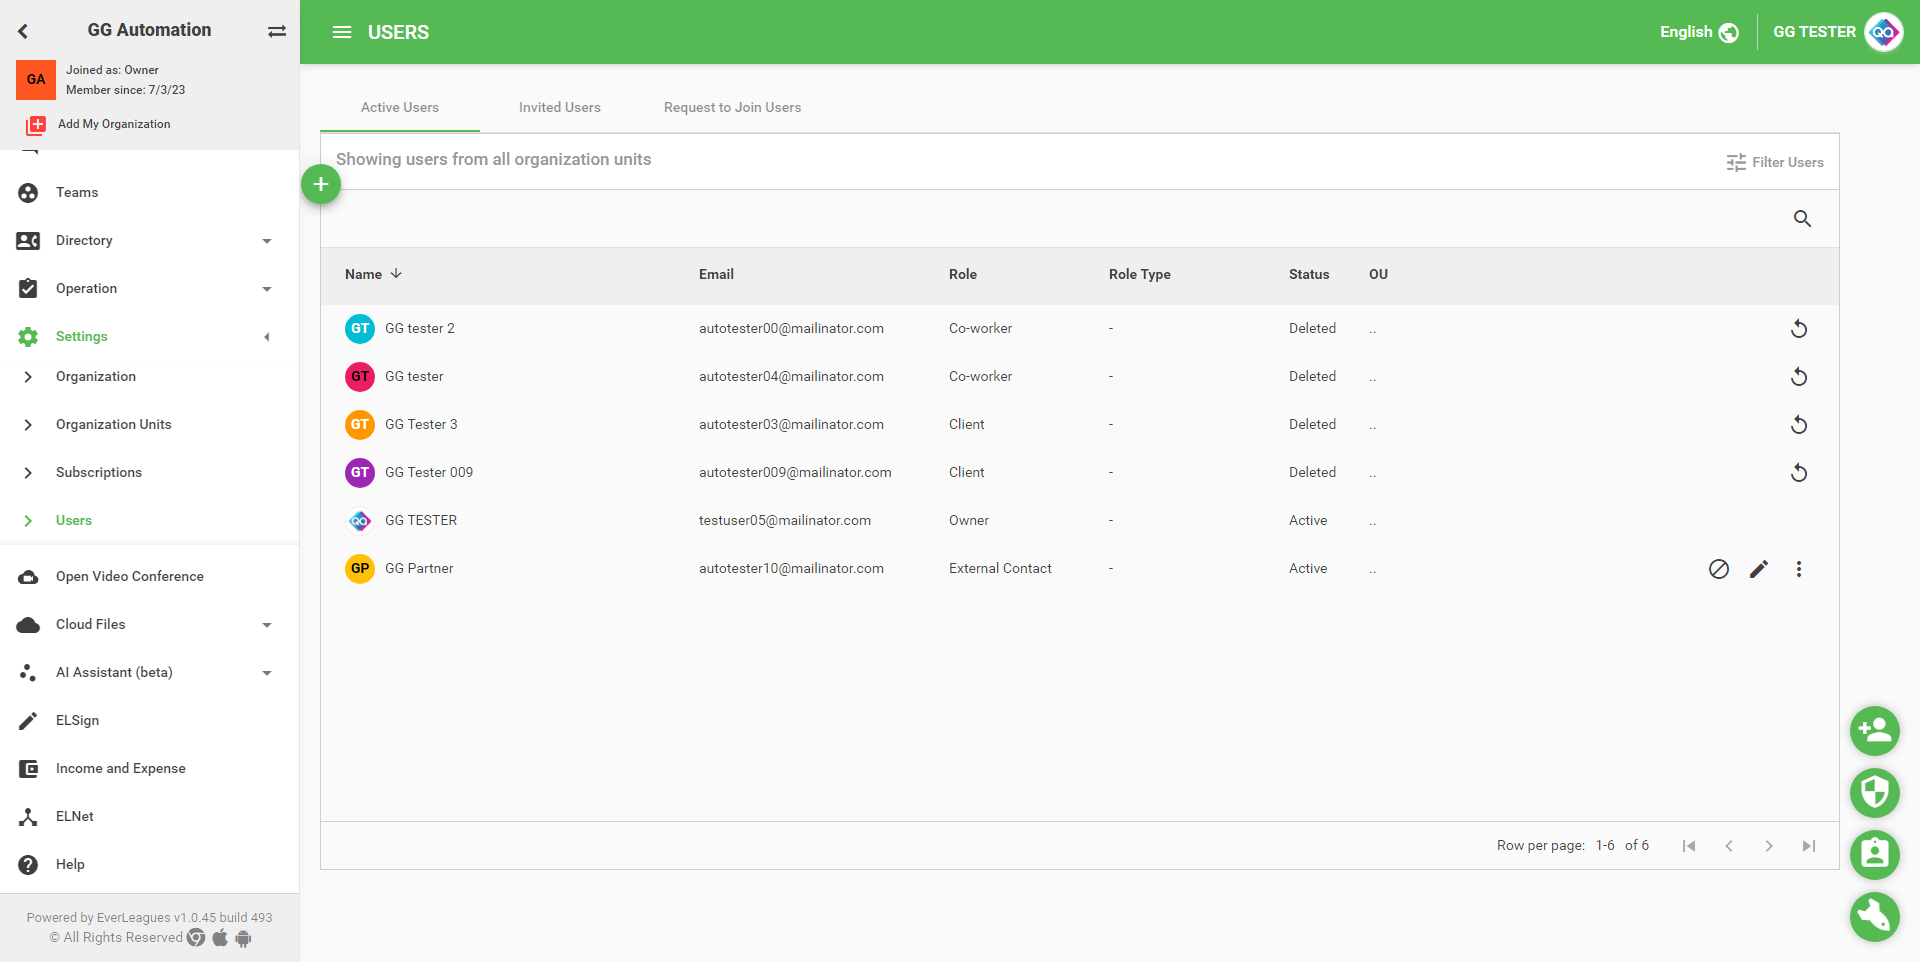 GG Automation
GA
Joined as: Owner
Member since: 7/3/23
Add My Organization
Teams
Directory
Operation
Settings
Organization
Organization Units
Subscriptions
Users
Open Video Conference
Cloud Files
AI Assistant (beta)
ELSign
Income and Expense
ELNet
Help
Powered by EverLeagues v1.0.45 build 493
© All Rights Reserved
USERS
English
GG TESTER
QA
Active Users Invited Users Request to Join Users
Showing users from all organization units
Filter Users
Name Email Role Role Type Status OU
GT GG tester 2 autotester00@mailinator.com Co-worker - Deleted ..
GT GG tester autotester04@mailinator.com Co-worker - Deleted ..
GT GG Tester 3 autotester03@mailinator.com Client - Deleted ..
GT GG Tester 009 autotester009@mailinator.com Client - Deleted ..
QA GG TESTER testuser05@mailinator.com Owner - Active ..
GP GG Partner autotester10@mailinator.com External Contact - Active ..
Row per page: 1-6 of 6